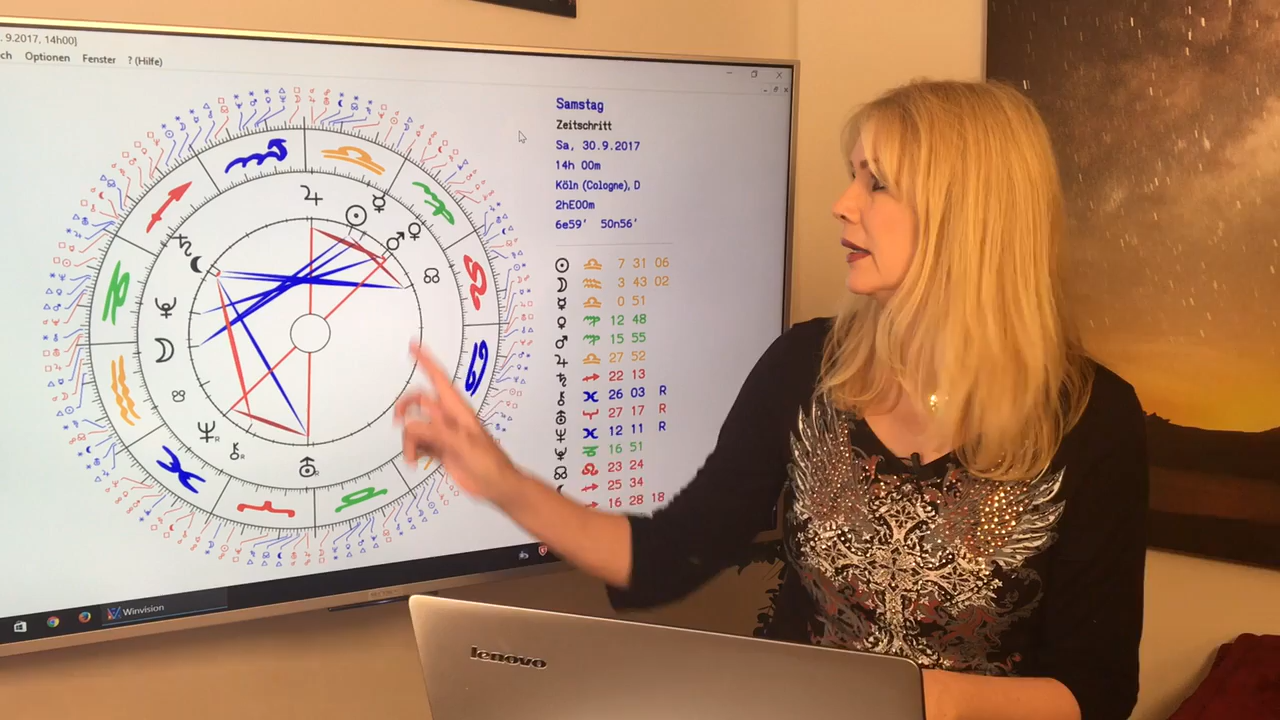 . 9.2017, 14h00]
ch Optionen Fenster ? (Hilfe)
Samstag
Zeitschritt
Sa, 30.9.2017
14h 00m
Köln (Cologne), D
2hE00m
6e59' 50n56'
☉ ♎ 7 31 06
☽ ♒ 3 43 02
☿ ♎ 0 51
♀ ♍ 12 48
♂ ♍ 15 55
♃ ♎ 27 52
♄ ♐ 22 13
⚷ ♓ 26 03 R
⛢ ♈ 27 17 R
♆ ♓ 12 11 R
♇ ♑ 16 51
☊ ♌ 23 24
♐ 25 34
♐ 16 28 18
Winvision
lenovo